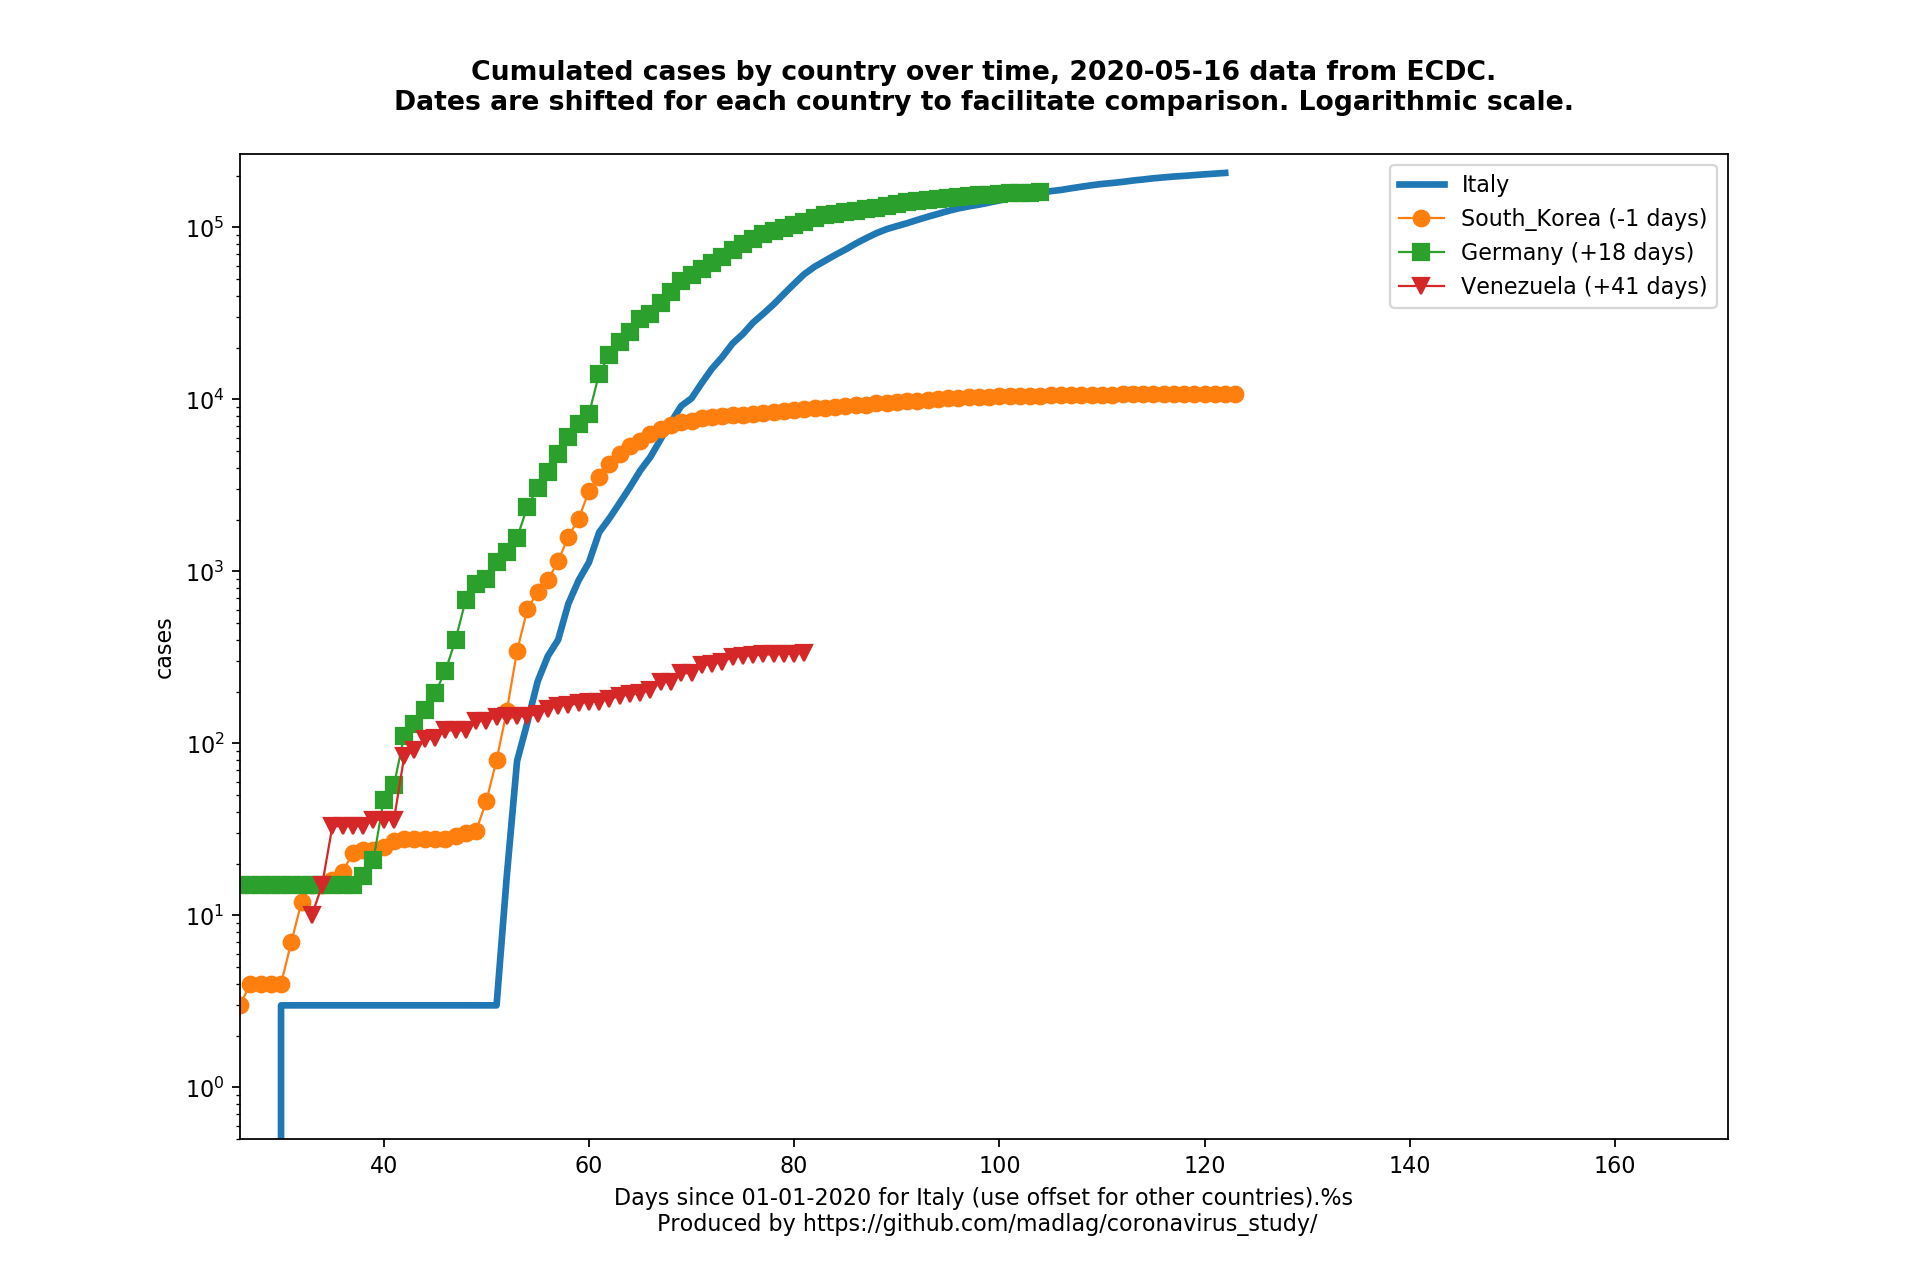 Cumulated cases by country over time, 2020-05-16 data from ECDC.
Dates are shifted for each country to facilitate comparison. Logarithmic scale.
Italy
South_Korea (-1 days)
Germany (+18 days)
Venezuela (+41 days)
cases
10^5
10^4
10^3
10^2
10^1
10^0
40 60 80 100 120 140 160
Days since 01-01-2020 for Italy (use offset for other countries).%s
Produced by https://github.com/madlag/coronavirus_study/